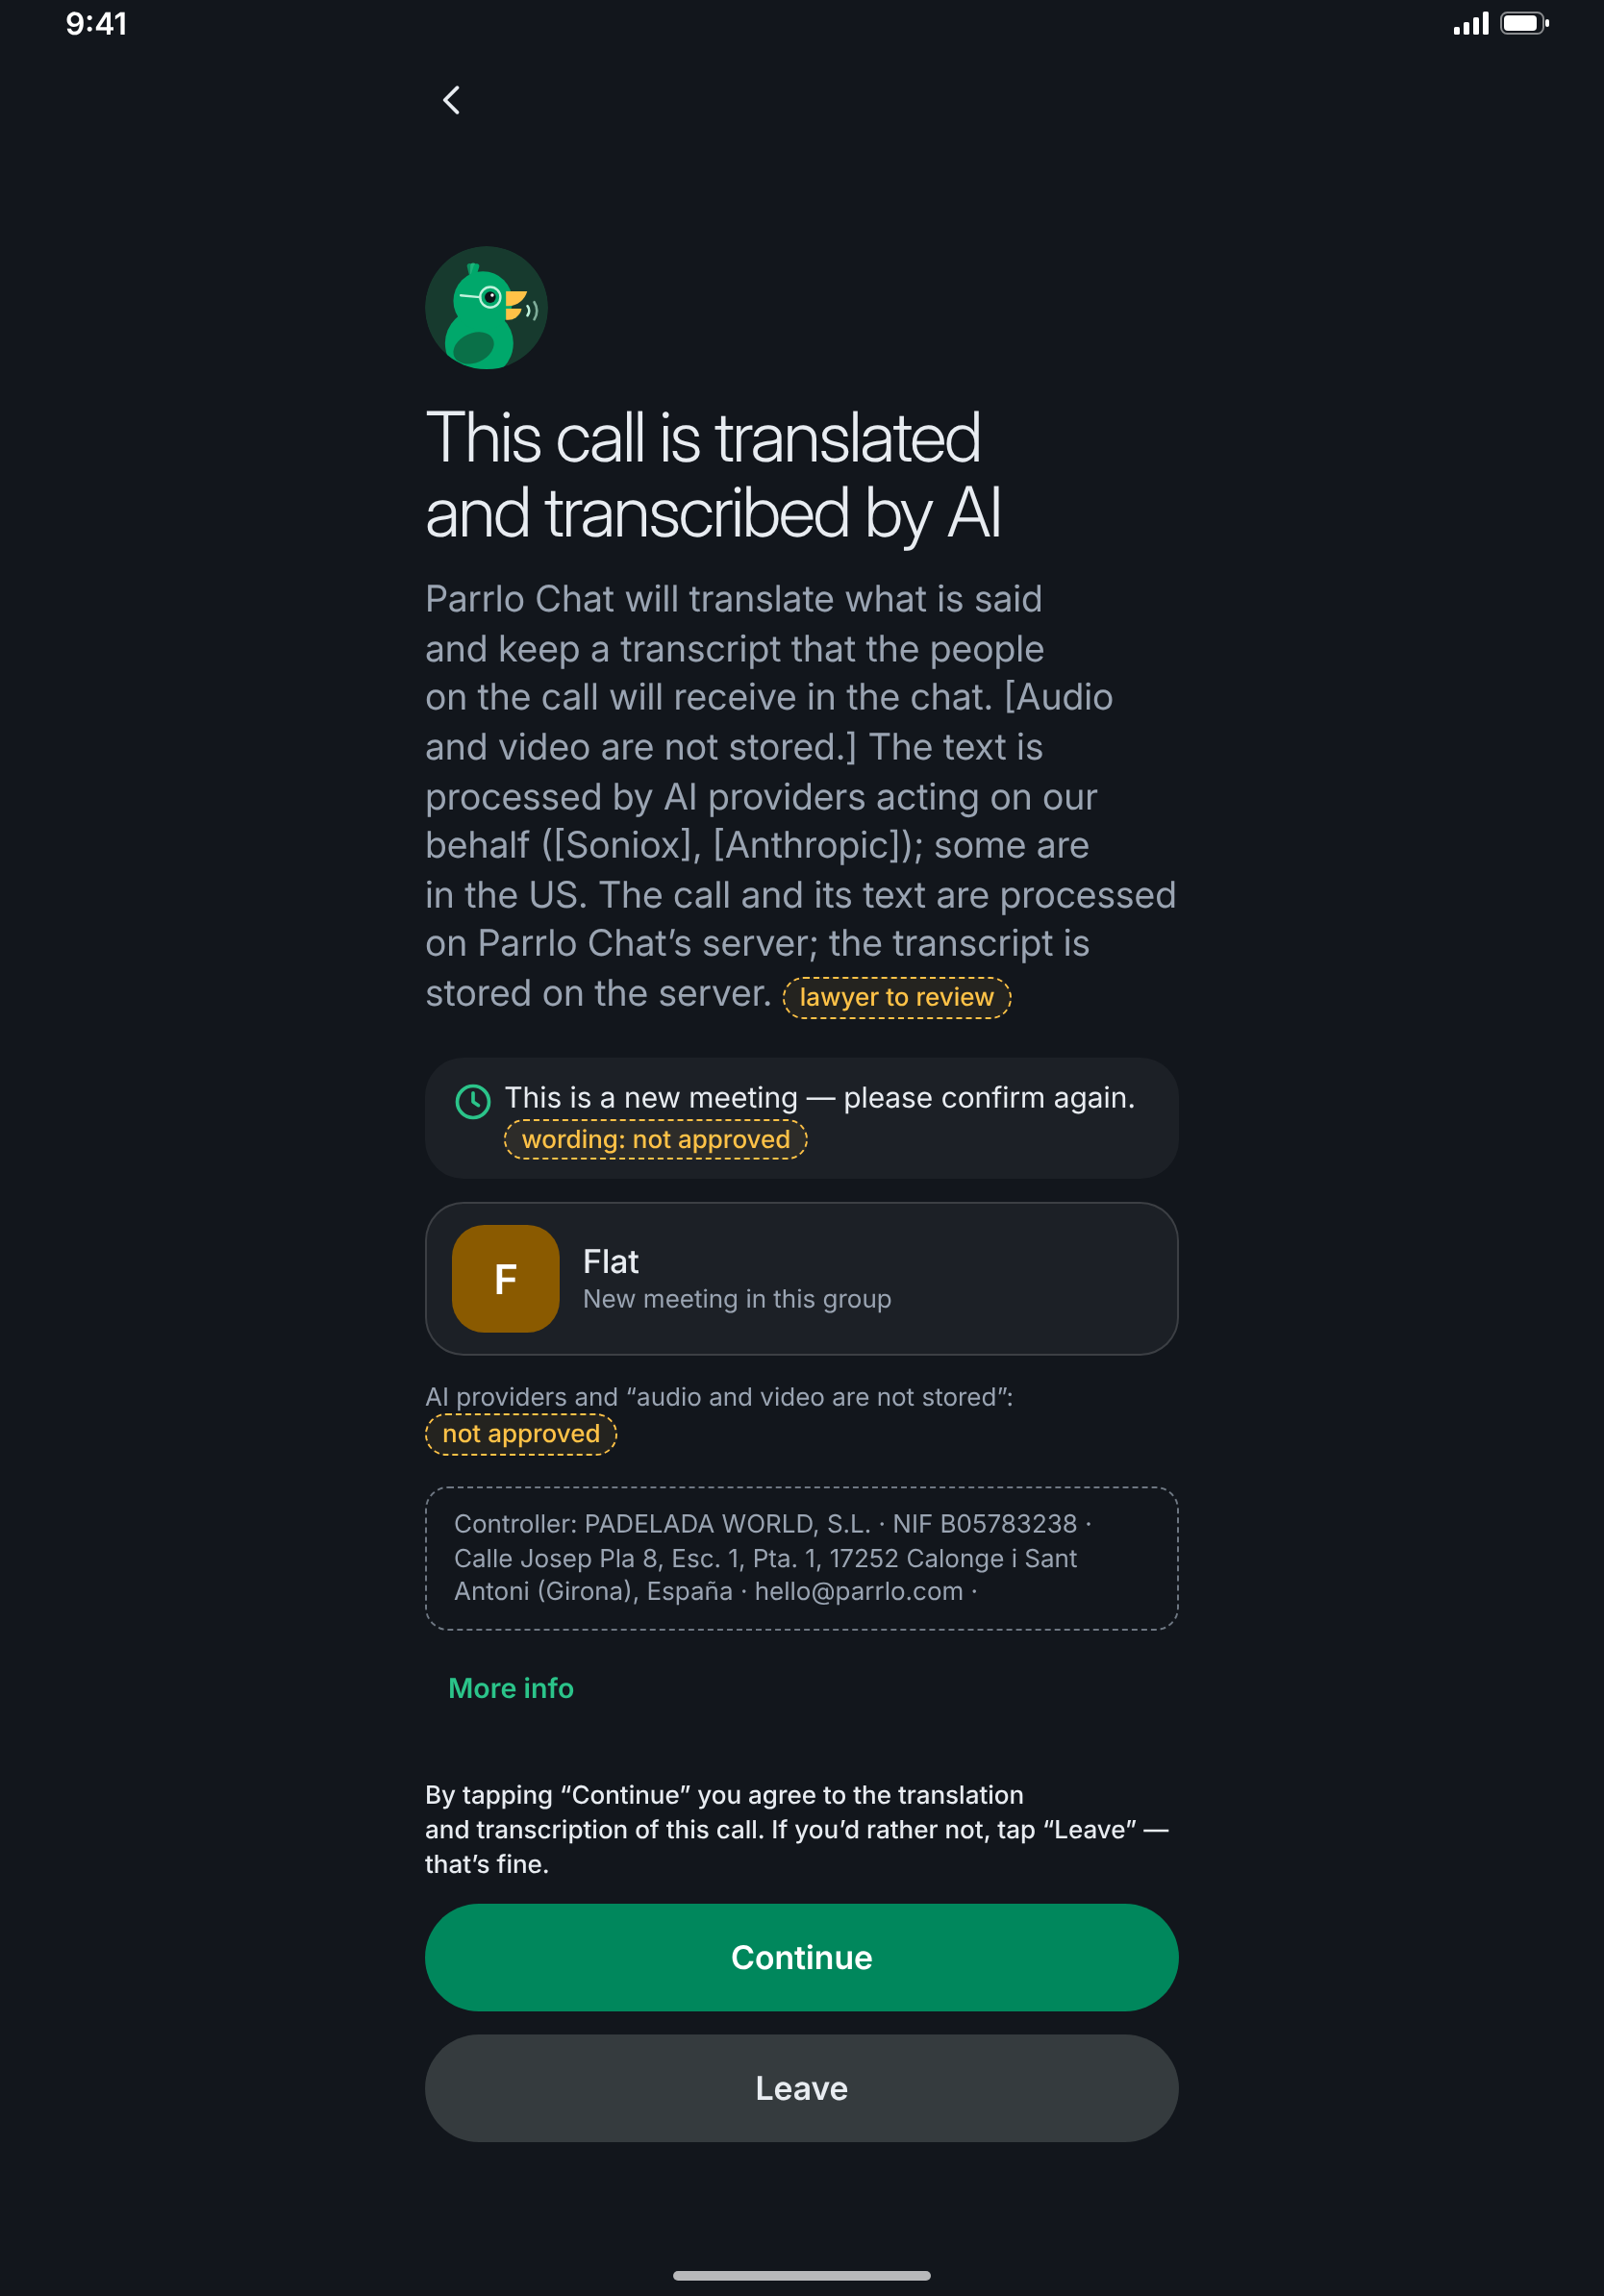 9:41
This call is translated
and transcribed by AI
Parrlo Chat will translate what is said
and keep a transcript that the people
on the call will receive in the chat. [Audio
and video are not stored.] The text is
processed by AI providers acting on our
behalf ([Soniox], [Anthropic]); some are
in the US. The call and its text are processed
on Parrlo Chat’s server; the transcript is
stored on the server. lawyer to review
This is a new meeting — please confirm again.
wording: not approved
F
Flat
New meeting in this group
AI providers and “audio and video are not stored”:
not approved
Controller: PADELADA WORLD, S.L. · NIF B05783238 ·
Calle Josep Pla 8, Esc. 1, Pta. 1, 17252 Calonge i Sant
Antoni (Girona), España · hello@parrlo.com ·
More info
By tapping “Continue” you agree to the translation
and transcription of this call. If you’d rather not, tap “Leave” —
that’s fine.
Continue
Leave